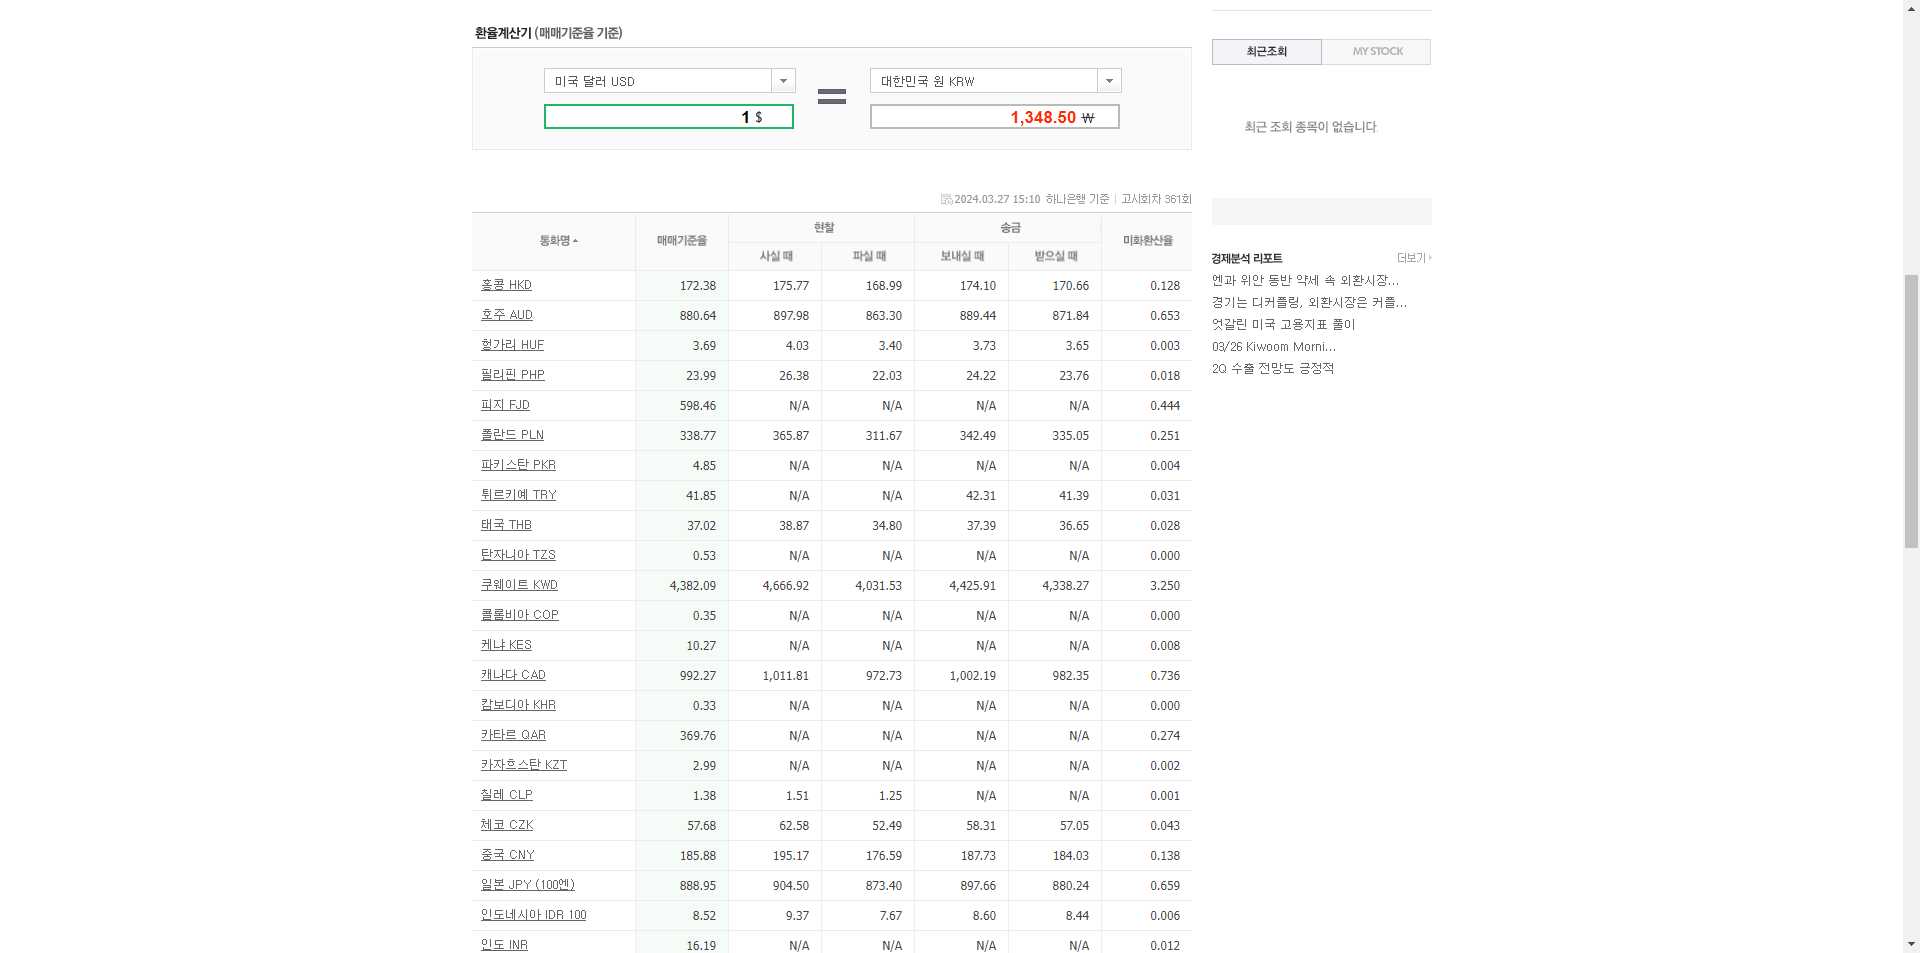 환율계산기 (매매기준율 기준)
미국 달러 USD
대한민국 원 KRW
1 $
=
1,348.50 ₩
2024.03.27 15:10 하나은행 기준 고시회차 361회
통화명 매매기준율 현찰 송금 미화환산율
사실 때 파실 때 보내실 때 받으실 때
홍콩 HKD 172.38 175.77 168.99 174.10 170.66 0.128
호주 AUD 880.64 897.98 863.30 889.44 871.84 0.653
헝가리 HUF 3.69 4.03 3.40 3.73 3.65 0.003
필리핀 PHP 23.99 26.38 22.03 24.22 23.76 0.018
피지 FJD 598.46 N/A N/A N/A N/A 0.444
폴란드 PLN 338.77 365.87 311.67 342.49 335.05 0.251
파키스탄 PKR 4.85 N/A N/A N/A N/A 0.004
튀르키예 TRY 41.85 N/A N/A 42.31 41.39 0.031
태국 THB 37.02 38.87 34.80 37.39 36.65 0.028
탄자니아 TZS 0.53 N/A N/A N/A N/A 0.000
쿠웨이트 KWD 4,382.09 4,666.92 4,031.53 4,425.91 4,338.27 3.250
콜롬비아 COP 0.35 N/A N/A N/A N/A 0.000
케냐 KES 10.27 N/A N/A N/A N/A 0.008
캐나다 CAD 992.27 1,011.81 972.73 1,002.19 982.35 0.736
캄보디아 KHR 0.33 N/A N/A N/A N/A 0.000
카타르 QAR 369.76 N/A N/A N/A N/A 0.274
카자흐스탄 KZT 2.99 N/A N/A N/A N/A 0.002
칠레 CLP 1.38 1.51 1.25 N/A N/A 0.001
체코 CZK 57.68 62.58 52.49 58.31 57.05 0.043
중국 CNY 185.88 195.17 176.59 187.73 184.03 0.138
일본 JPY (100엔) 888.95 904.50 873.40 897.66 880.24 0.659
인도네시아 IDR 100 8.52 9.37 7.67 8.60 8.44 0.006
인도 INR 16.19 N/A N/A N/A N/A 0.012
최근조회 MY STOCK
최근 조회 종목이 없습니다.
경제분석 리포트 더보기
엔과 위안 동반 약세 속 외환시장...
경기는 디커플링, 외환시장은 커플...
엇갈린 미국 고용지표 풀이
03/26 Kiwoom Morni...
2Q 수출 전망도 긍정적